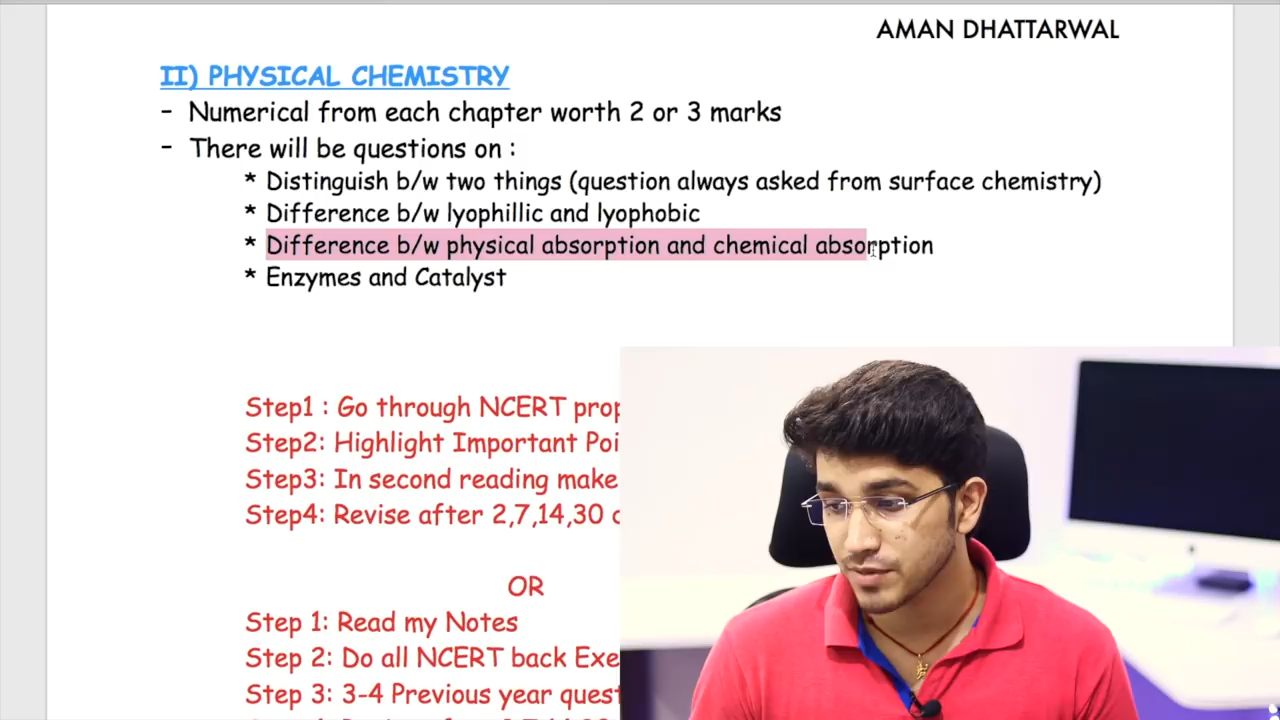 AMAN DHATTARWAL
II) PHYSICAL CHEMISTRY
- Numerical from each chapter worth 2 or 3 marks
- There will be questions on :
* Distinguish b/w two things (question always asked from surface chemistry)
* Difference b/w lyophillic and lyophobic
* Difference b/w physical absorption and chemical absorption
* Enzymes and Catalyst
Step1 : Go through NCERT prop
Step2: Highlight Important Poi
Step3: In second reading make
Step4: Revise after 2,7,14,30
OR
Step 1: Read my Notes
Step 2: Do all NCERT back Exe
Step 3: 3-4 Previous year quest